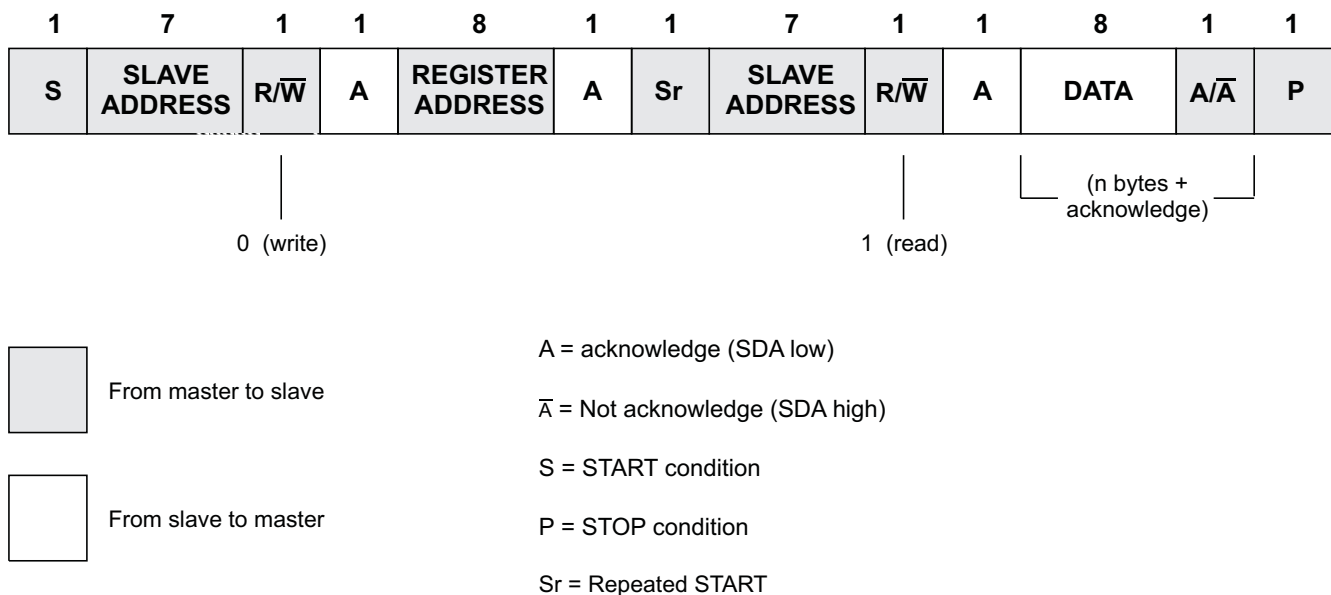 1 7 1 1 8 1 1 7 1 1 8 1 1
S SLAVE ADDRESS R/W̅ A REGISTER ADDRESS A Sr SLAVE ADDRESS R/W̅ A DATA A/A̅ P
(n bytes +
acknowledge)
0 (write) 1 (read)
A = acknowledge (SDA low)
From master to slave
A̅ = Not acknowledge (SDA high)
S = START condition
From slave to master
P = STOP condition
Sr = Repeated START